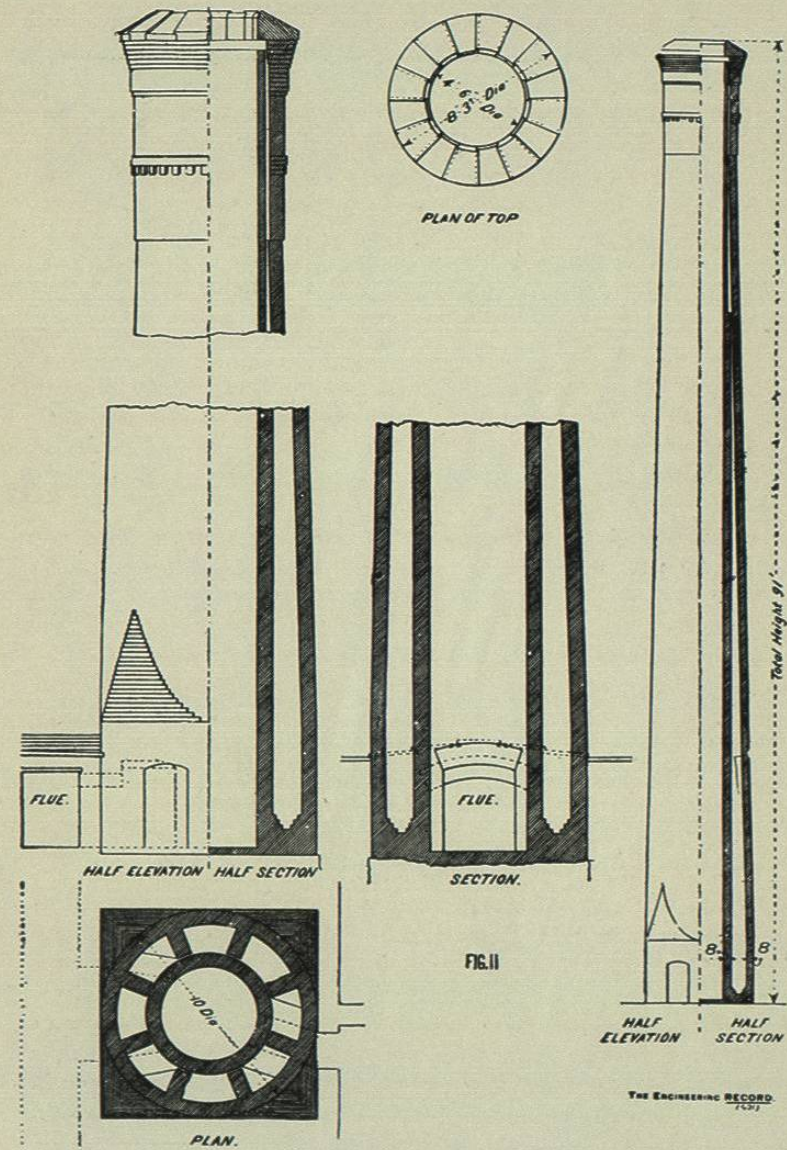 4' 6" Dia
8' 3" Dia
PLAN OF TOP
Total Height 91'
FLUE.
FLUE.
HALF ELEVATION HALF SECTION
SECTION.
FIG. 11
10 Dia
8 8
HALF ELEVATION
HALF SECTION
PLAN.
THE ENGINEERING RECORD.